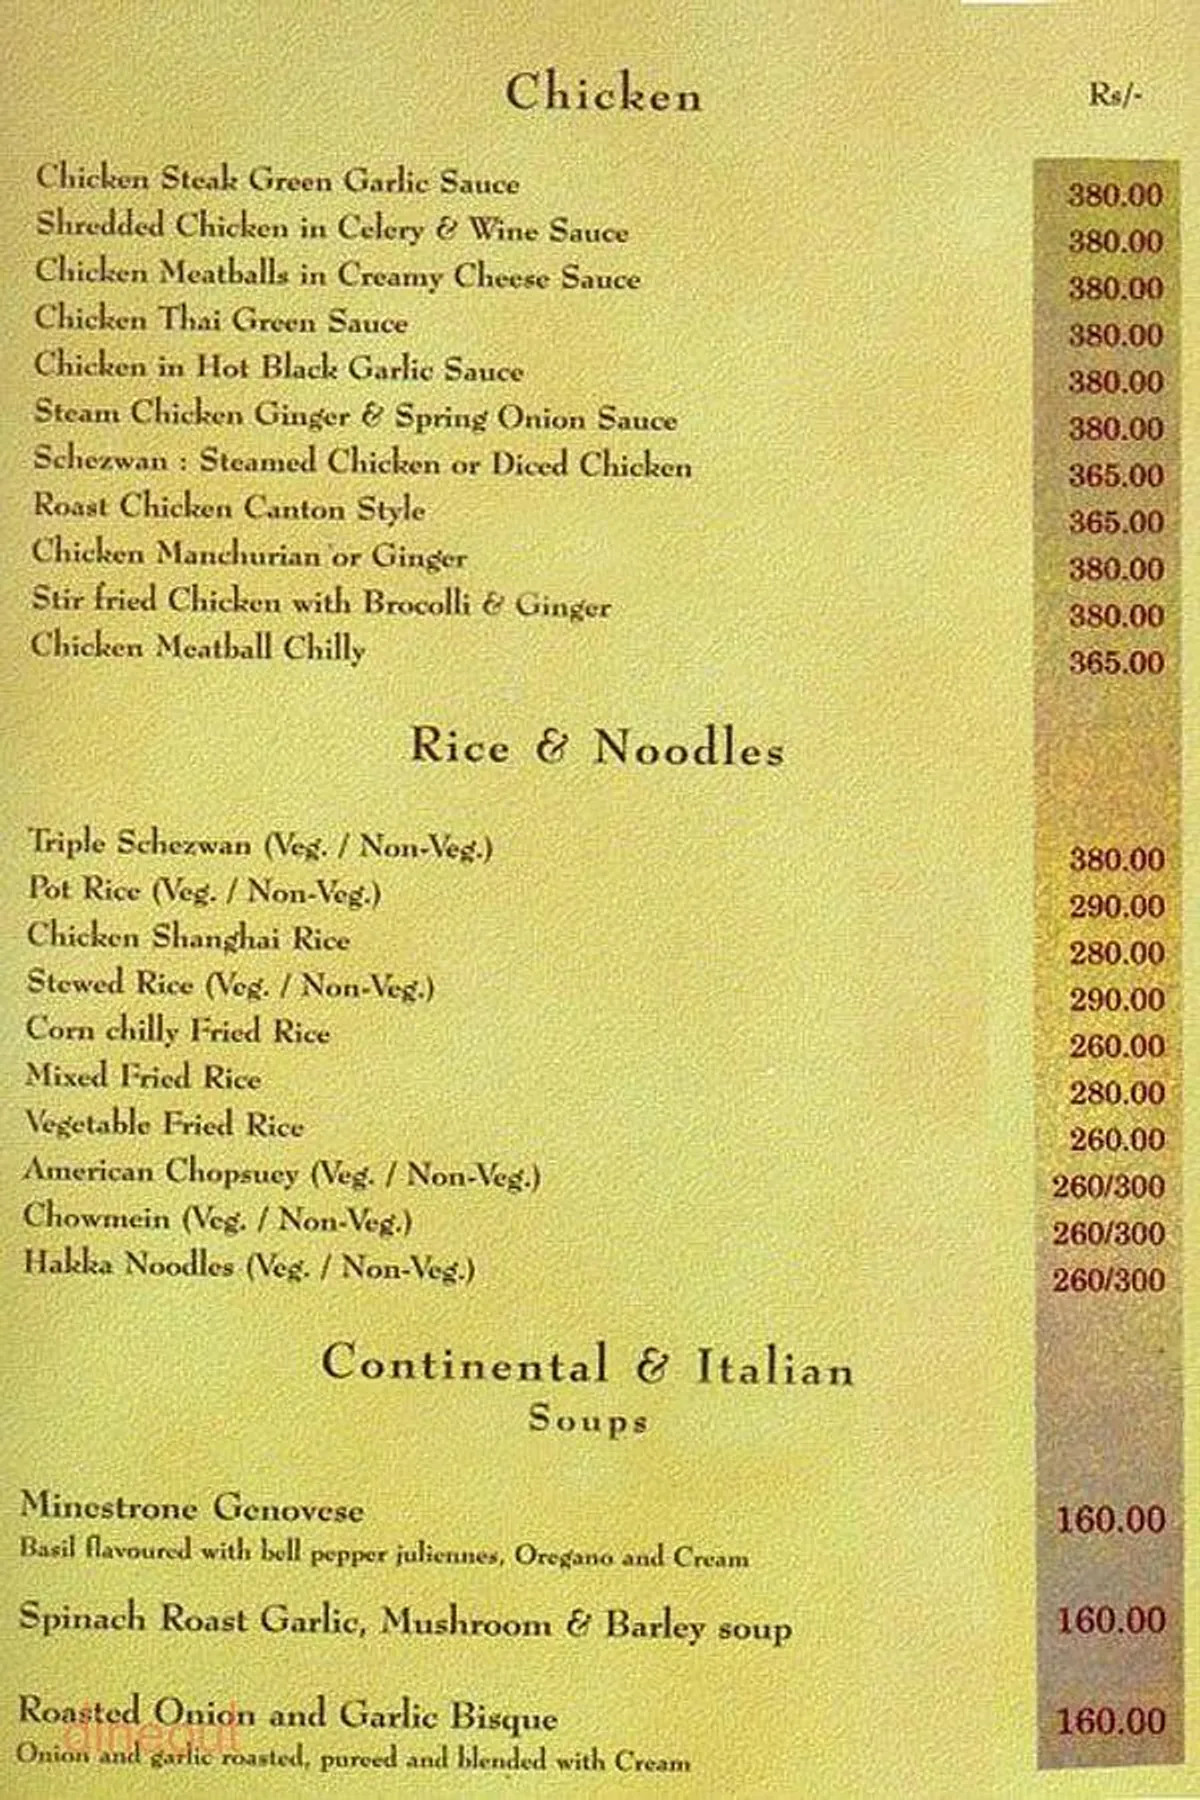 Chicken Rs/-
Chicken Steak Green Garlic Sauce 380.00
Shredded Chicken in Celery & Wine Sauce 380.00
Chicken Meatballs in Creamy Cheese Sauce 380.00
Chicken Thai Green Sauce 380.00
Chicken in Hot Black Garlic Sauce 380.00
Steam Chicken Ginger & Spring Onion Sauce 380.00
Schezwan : Steamed Chicken or Diced Chicken 365.00
Roast Chicken Canton Style 365.00
Chicken Manchurian or Ginger 380.00
Stir fried Chicken with Brocolli & Ginger 380.00
Chicken Meatball Chilly 365.00
Rice & Noodles
Triple Schezwan (Veg. / Non-Veg.) 380.00
Pot Rice (Veg. / Non-Veg.) 290.00
Chicken Shanghai Rice 280.00
Stewed Rice (Veg. / Non-Veg.) 290.00
Corn chilly Fried Rice 260.00
Mixed Fried Rice 280.00
Vegetable Fried Rice 260.00
American Chopsuey (Veg. / Non-Veg.) 260/300
Chowmein (Veg. / Non-Veg.) 260/300
Hakka Noodles (Veg. / Non-Veg.) 260/300
Continental & Italian
Soups
Minestrone Genovese 160.00
Basil flavoured with bell pepper juliennes, Oregano and Cream
Spinach Roast Garlic, Mushroom & Barley soup 160.00
Roasted Onion and Garlic Bisque 160.00
dineout
Onion and garlic roasted, pureed and blended with Cream